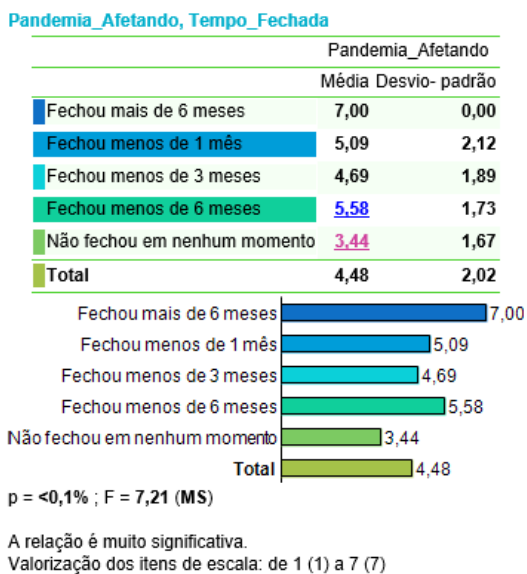 Pandemia_Afetando, Tempo_Fechada
Pandemia_Afetando
Média Desvio- padrão
Fechou mais de 6 meses 7,00 0,00
Fechou menos de 1 mês 5,09 2,12
Fechou menos de 3 meses 4,69 1,89
Fechou menos de 6 meses 5,58 1,73
Não fechou em nenhum momento 3,44 1,67
Total 4,48 2,02
Fechou mais de 6 meses 7,00
Fechou menos de 1 mês 5,09
Fechou menos de 3 meses 4,69
Fechou menos de 6 meses 5,58
Não fechou em nenhum momento 3,44
Total 4,48
p = <0,1% ; F = 7,21 (MS)
A relação é muito significativa.
Valorização dos itens de escala: de 1 (1) a 7 (7)